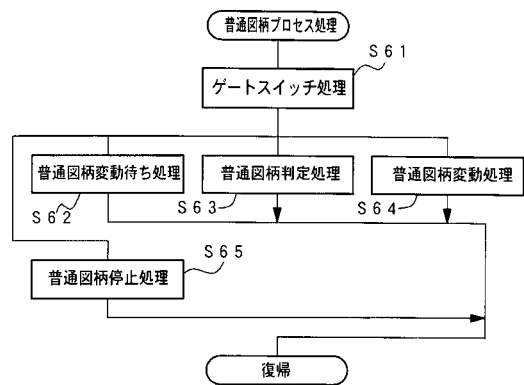 普通図柄プロセス処理
S61
ゲートスイッチ処理
普通図柄変動待ち処理
普通図柄判定処理
普通図柄変動処理
S62
S63
S64
S65
普通図柄停止処理
復帰